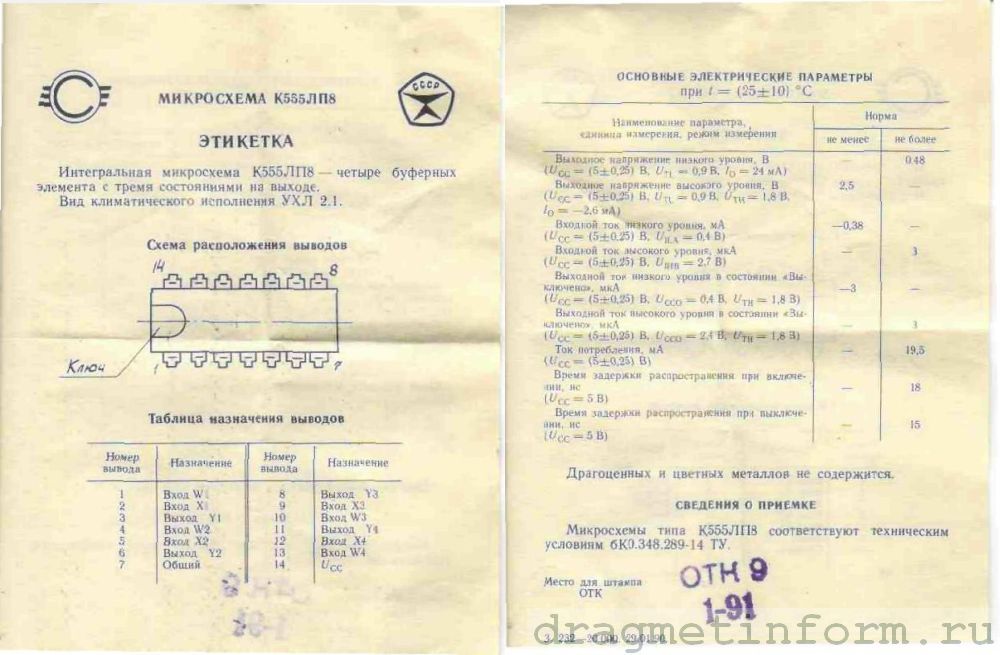 СССР
МИКРОСХЕМА К555ЛП8
ЭТИКЕТКА
Интегральная микросхема К555ЛП8 — четыре буферных
элемента с тремя состояниями на выходе.
Вид климатического исполнения УХЛ 2.1.
Схема расположения выводов
14 8
Ключ 1 7
Таблица назначения выводов
Номер вывода Назначение Номер вывода Назначение
1 Вход W1 8 Выход Y3
2 Вход X1 9 Вход X3
3 Выход Y1 10 Вход W3
4 Вход W2 11 Выход Y4
5 Вход X2 12 Вход X4
6 Выход Y2 13 Вход W4
7 Общий 14 Ucc
ОСНОВНЫЕ ЭЛЕКТРИЧЕСКИЕ ПАРАМЕТРЫ
при t = (25±10) °C
Наименование параметра, Норма
единица измерения, режим измерения не менее не более
Выходное напряжение низкого уровня, В — 0.48
(UCC = (5±0,25) В, UTL = 0,9 В, IO = 24 мА)
Выходное напряжение высокого уровня, В 2,5 —
(UCC = (5±0,25) В, UTL = 0,9 В, UTH = 1,8 В,
IO = —2,6 мА)
Входной ток низкого уровня, мА —0,38 —
(UCC = (5±0,25) В, = 0,4 В)
Входной ток высокого уровня, мкА — 3
(UCC = (5±0,25) В, = 2,7 В)
Выходной ток низкого уровня в состоянии «Вы-
ключено», мкА —3 —
(UCC = (5±0,25) В, UCCO = 0,4 В, UTH = 1,8 В)
Выходной ток высокого уровня в состоянии «Вы-
ключено», мкА — 3
(UCC = (5±0,25) В, UCCO = 2,4 В, UTH = 1,8 В)
Ток потребления, мА — 19,5
(UCC = (5±0,25) В)
Время задержки распространения при включе-
нии, нс — 18
(UCC = 5 В)
Время задержки распространения при выключе-
нии, нс — 15
(UCC = 5 В)
Драгоценных и цветных металлов не содержится.
СВЕДЕНИЯ О ПРИЕМКЕ
Микросхемы типа К555ЛП8 соответствуют техническим
условиям бК0.348.289-14 ТУ.
Место для штампа
ОТК
ОТК 9
1-91
3. 232—20 000. 29.01.90.
dragmetinform.ru